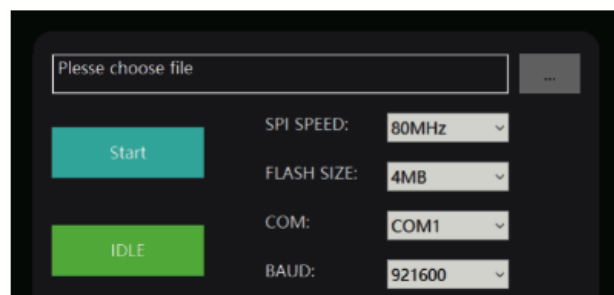 Plesse choose file
...
SPI SPEED: 80MHz
Start
FLASH SIZE: 4MB
COM: COM1
IDLE
BAUD: 921600